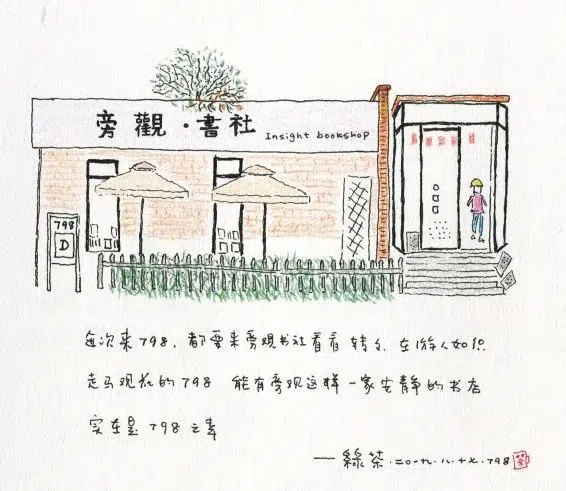 旁觀·書社 Insight bookshop
798
D
每次来798，都要来旁观书社看看 转々 在游人如织
走马观花的798 能有旁观这样一家安静的书店
实在是798之幸
—綠茶.二〇一九.八.十七.798